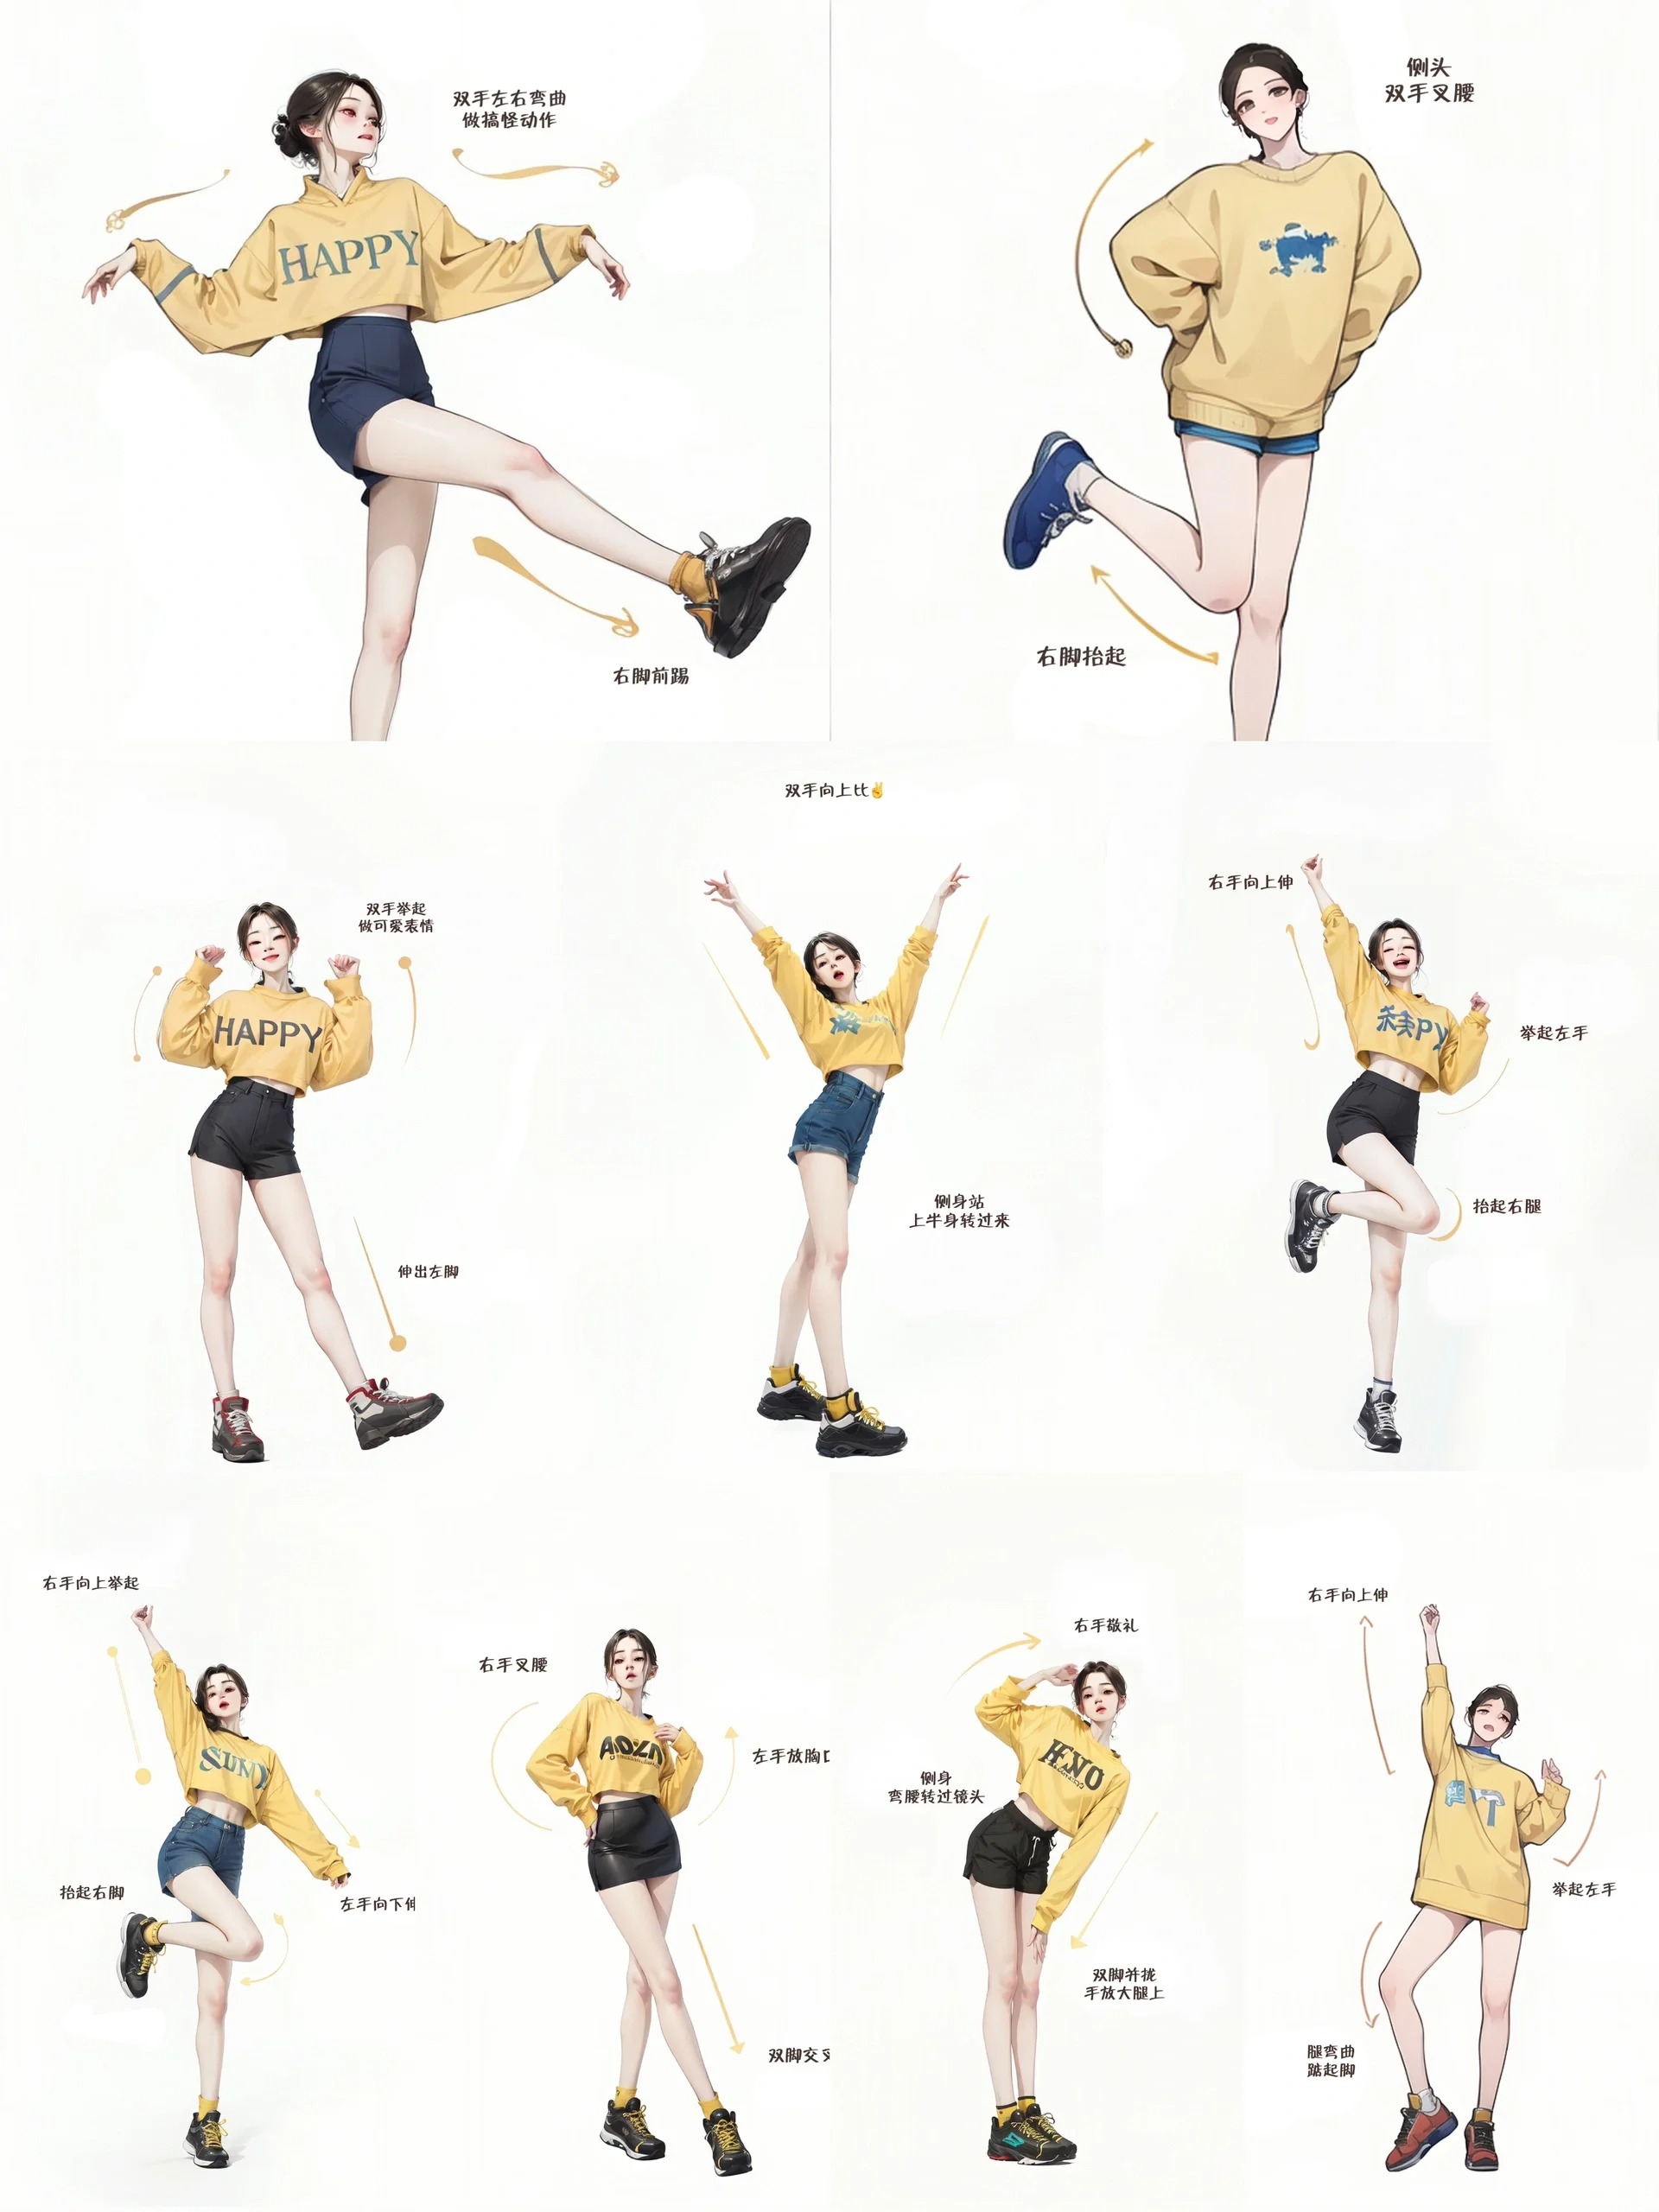 双手左右弯曲
做搞怪动作
HAPPY
右脚前踢
侧头
双手叉腰
右脚抬起
双手向上比✌
双手举起
做可爱表情
HAPPY
伸出左脚
侧身站
上半身转过来
右手向上伸
举起左手
抬起右腿
右手向上举起
抬起右脚
左手向下伸
右手叉腰
左手放胸口
双脚交叉
右手敬礼
侧身
弯腰转过镜头
双脚并拢
手放大腿上
右手向上伸
举起左手
腿弯曲
踮起脚